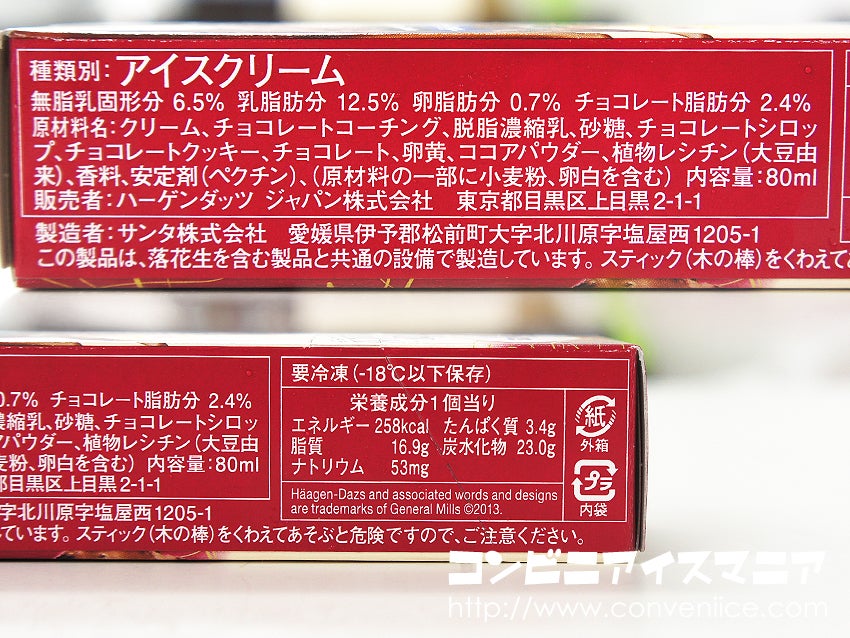 種類別：アイスクリーム
無脂乳固形分 6.5% 乳脂肪分 12.5% 卵脂肪分 0.7% チョコレート脂肪分 2.4%
原材料名：クリーム、チョコレートコーチング、脱脂濃縮乳、砂糖、チョコレートシロッ
プ、チョコレートクッキー、チョコレート、卵黄、ココアパウダー、植物レシチン（大豆由
来）、香料、安定剤（ペクチン）、（原材料の一部に小麦粉、卵白を含む） 内容量：80ml
販売者：ハーゲンダッツ ジャパン株式会社 東京都目黒区上目黒2-1-1
製造者：サンタ株式会社 愛媛県伊予郡松前町大字北川原字塩屋西1205-1
この製品は、落花生を含む製品と共通の設備で製造しています。スティック（木の棒）をくわえて
0.7% チョコレート脂肪分 2.4%
濃縮乳、砂糖、チョコレートシロッ
アパウダー、植物レシチン（大豆由
麦粉、卵白を含む） 内容量：80ml
都目黒区上目黒2-1-1
字北川原字塩屋西1205-1
ています。スティック（木の棒）をくわえてあそぶと危険ですので、ご注意ください。
要冷凍（-18℃以下保存）
栄養成分1個当り
エネルギー 258kcal たんぱく質 3.4g
脂質 16.9g 炭水化物 23.0g
ナトリウム 53mg
Häagen-Dazs and associated words and designs
are trademarks of General Mills ©2013.
紙
外箱
プラ
内袋
コンビニアイスマニア
http://www.conveniice.com